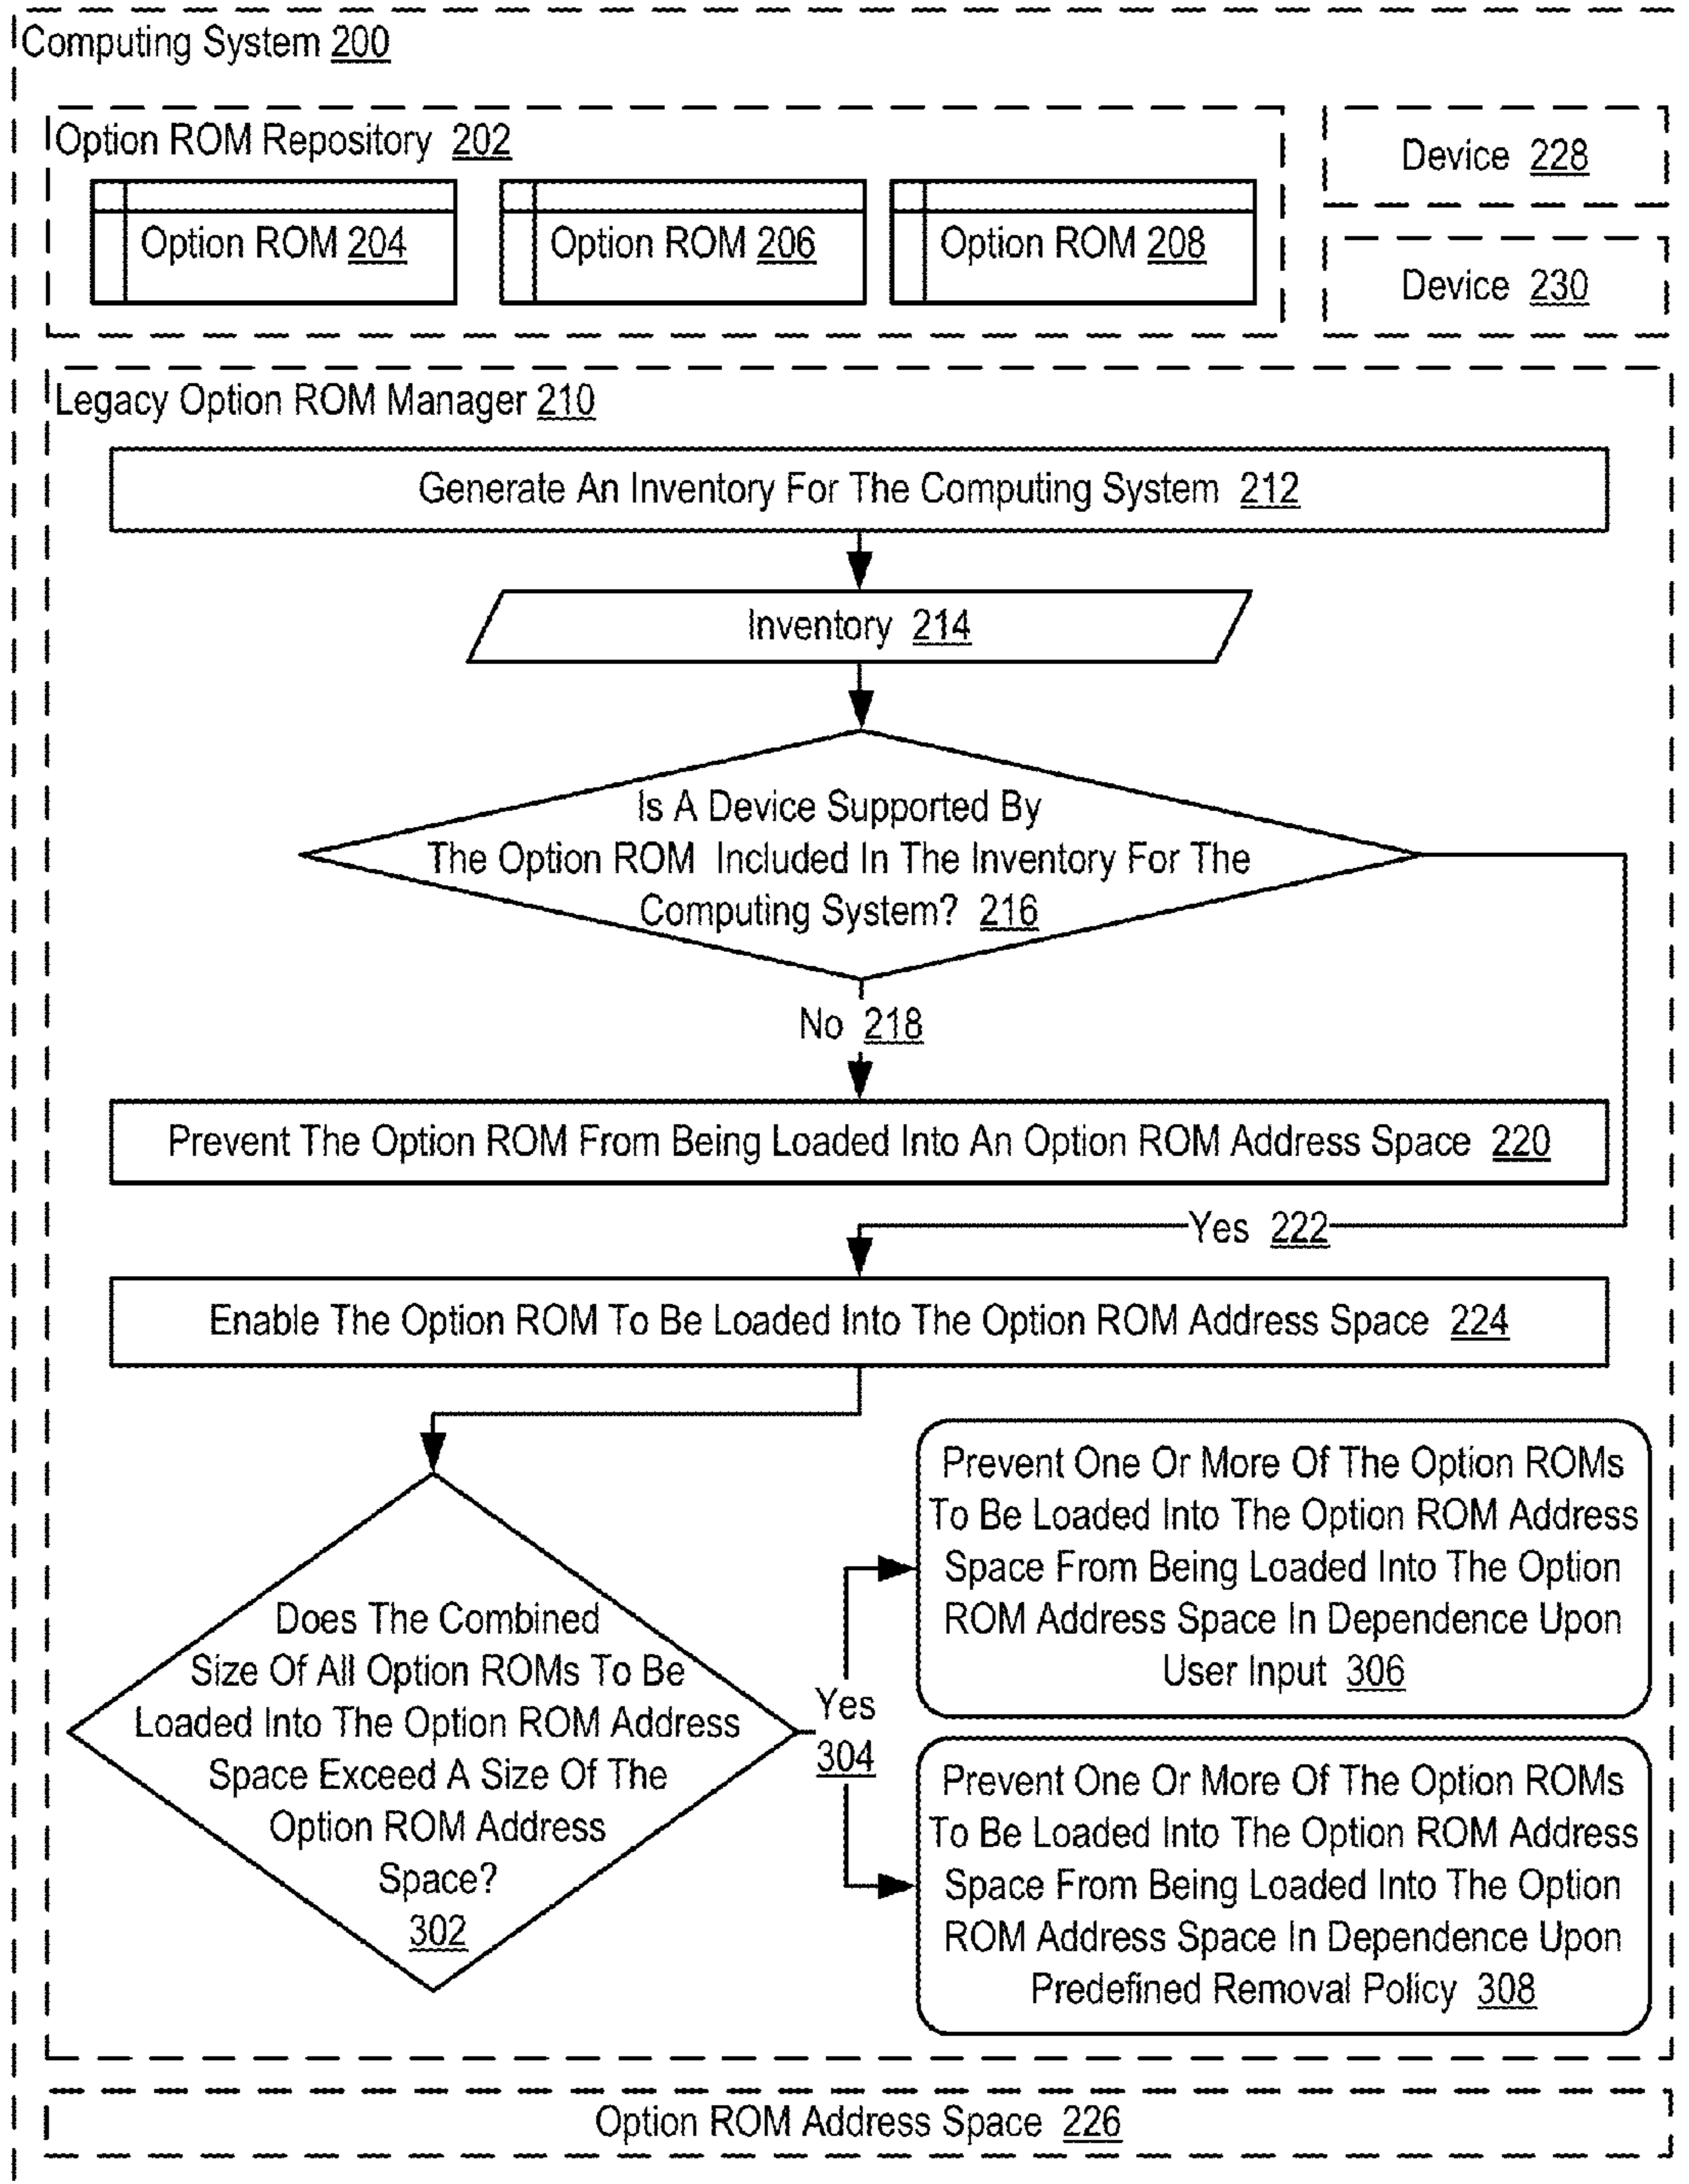 Computing System 200
Option ROM Repository 202
Option ROM 204
Option ROM 206
Option ROM 208
Device 228
Device 230
Legacy Option ROM Manager 210
Generate An Inventory For The Computing System 212
Inventory 214
Is A Device Supported By
The Option ROM Included In The Inventory For The
Computing System? 216
No 218
Prevent The Option ROM From Being Loaded Into An Option ROM Address Space 220
Yes 222
Enable The Option ROM To Be Loaded Into The Option ROM Address Space 224
Does The Combined
Size Of All Option ROMs To Be
Loaded Into The Option ROM Address
Space Exceed A Size Of The
Option ROM Address
Space?
302
Yes
304
Prevent One Or More Of The Option ROMs
To Be Loaded Into The Option ROM Address
Space From Being Loaded Into The Option
ROM Address Space In Dependence Upon
User Input 306
Prevent One Or More Of The Option ROMs
To Be Loaded Into The Option ROM Address
Space From Being Loaded Into The Option
ROM Address Space In Dependence Upon
Predefined Removal Policy 308
Option ROM Address Space 226